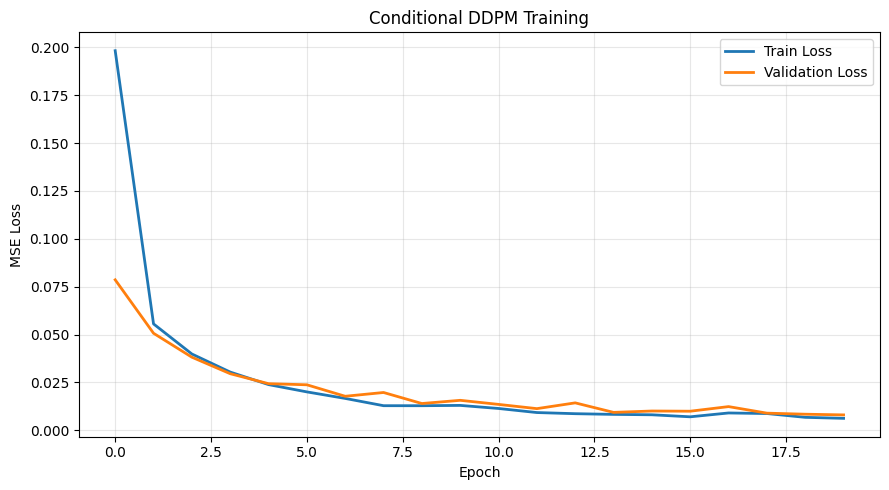 Conditional DDPM Training
Train Loss
Validation Loss
MSE Loss
0.200
0.175
0.150
0.125
0.100
0.075
0.050
0.025
0.000
0.0 2.5 5.0 7.5 10.0 12.5 15.0 17.5
Epoch